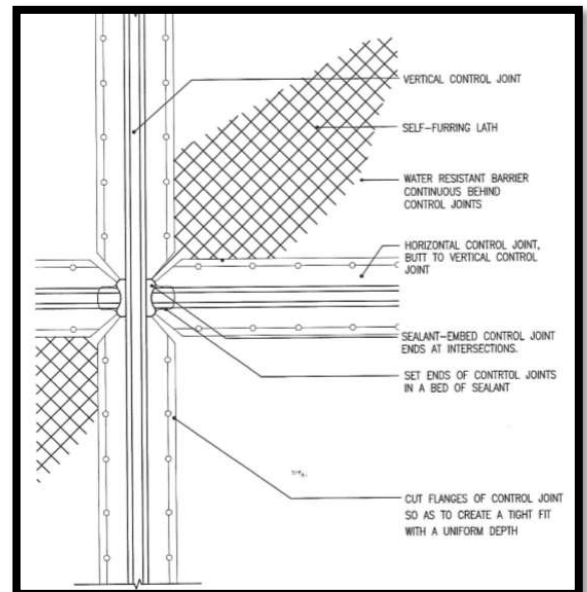 VERTICAL CONTROL JOINT
SELF-FURRING LATH
WATER RESISTANT BARRIER
CONTINUOUS BEHIND
CONTROL JOINTS
HORIZONTAL CONTROL JOINT,
BUTT TO VERTICAL CONTROL
JOINT
SEALANT-EMBED CONTROL JOINT
ENDS AT INTERSECTIONS.
SET ENDS OF CONTRTOL JOINTS
IN A BED OF SEALANT
CUT FLANGES OF CONTROL JOINT
SO AS TO CREATE A TIGHT FIT
WITH A UNIFORM DEPTH